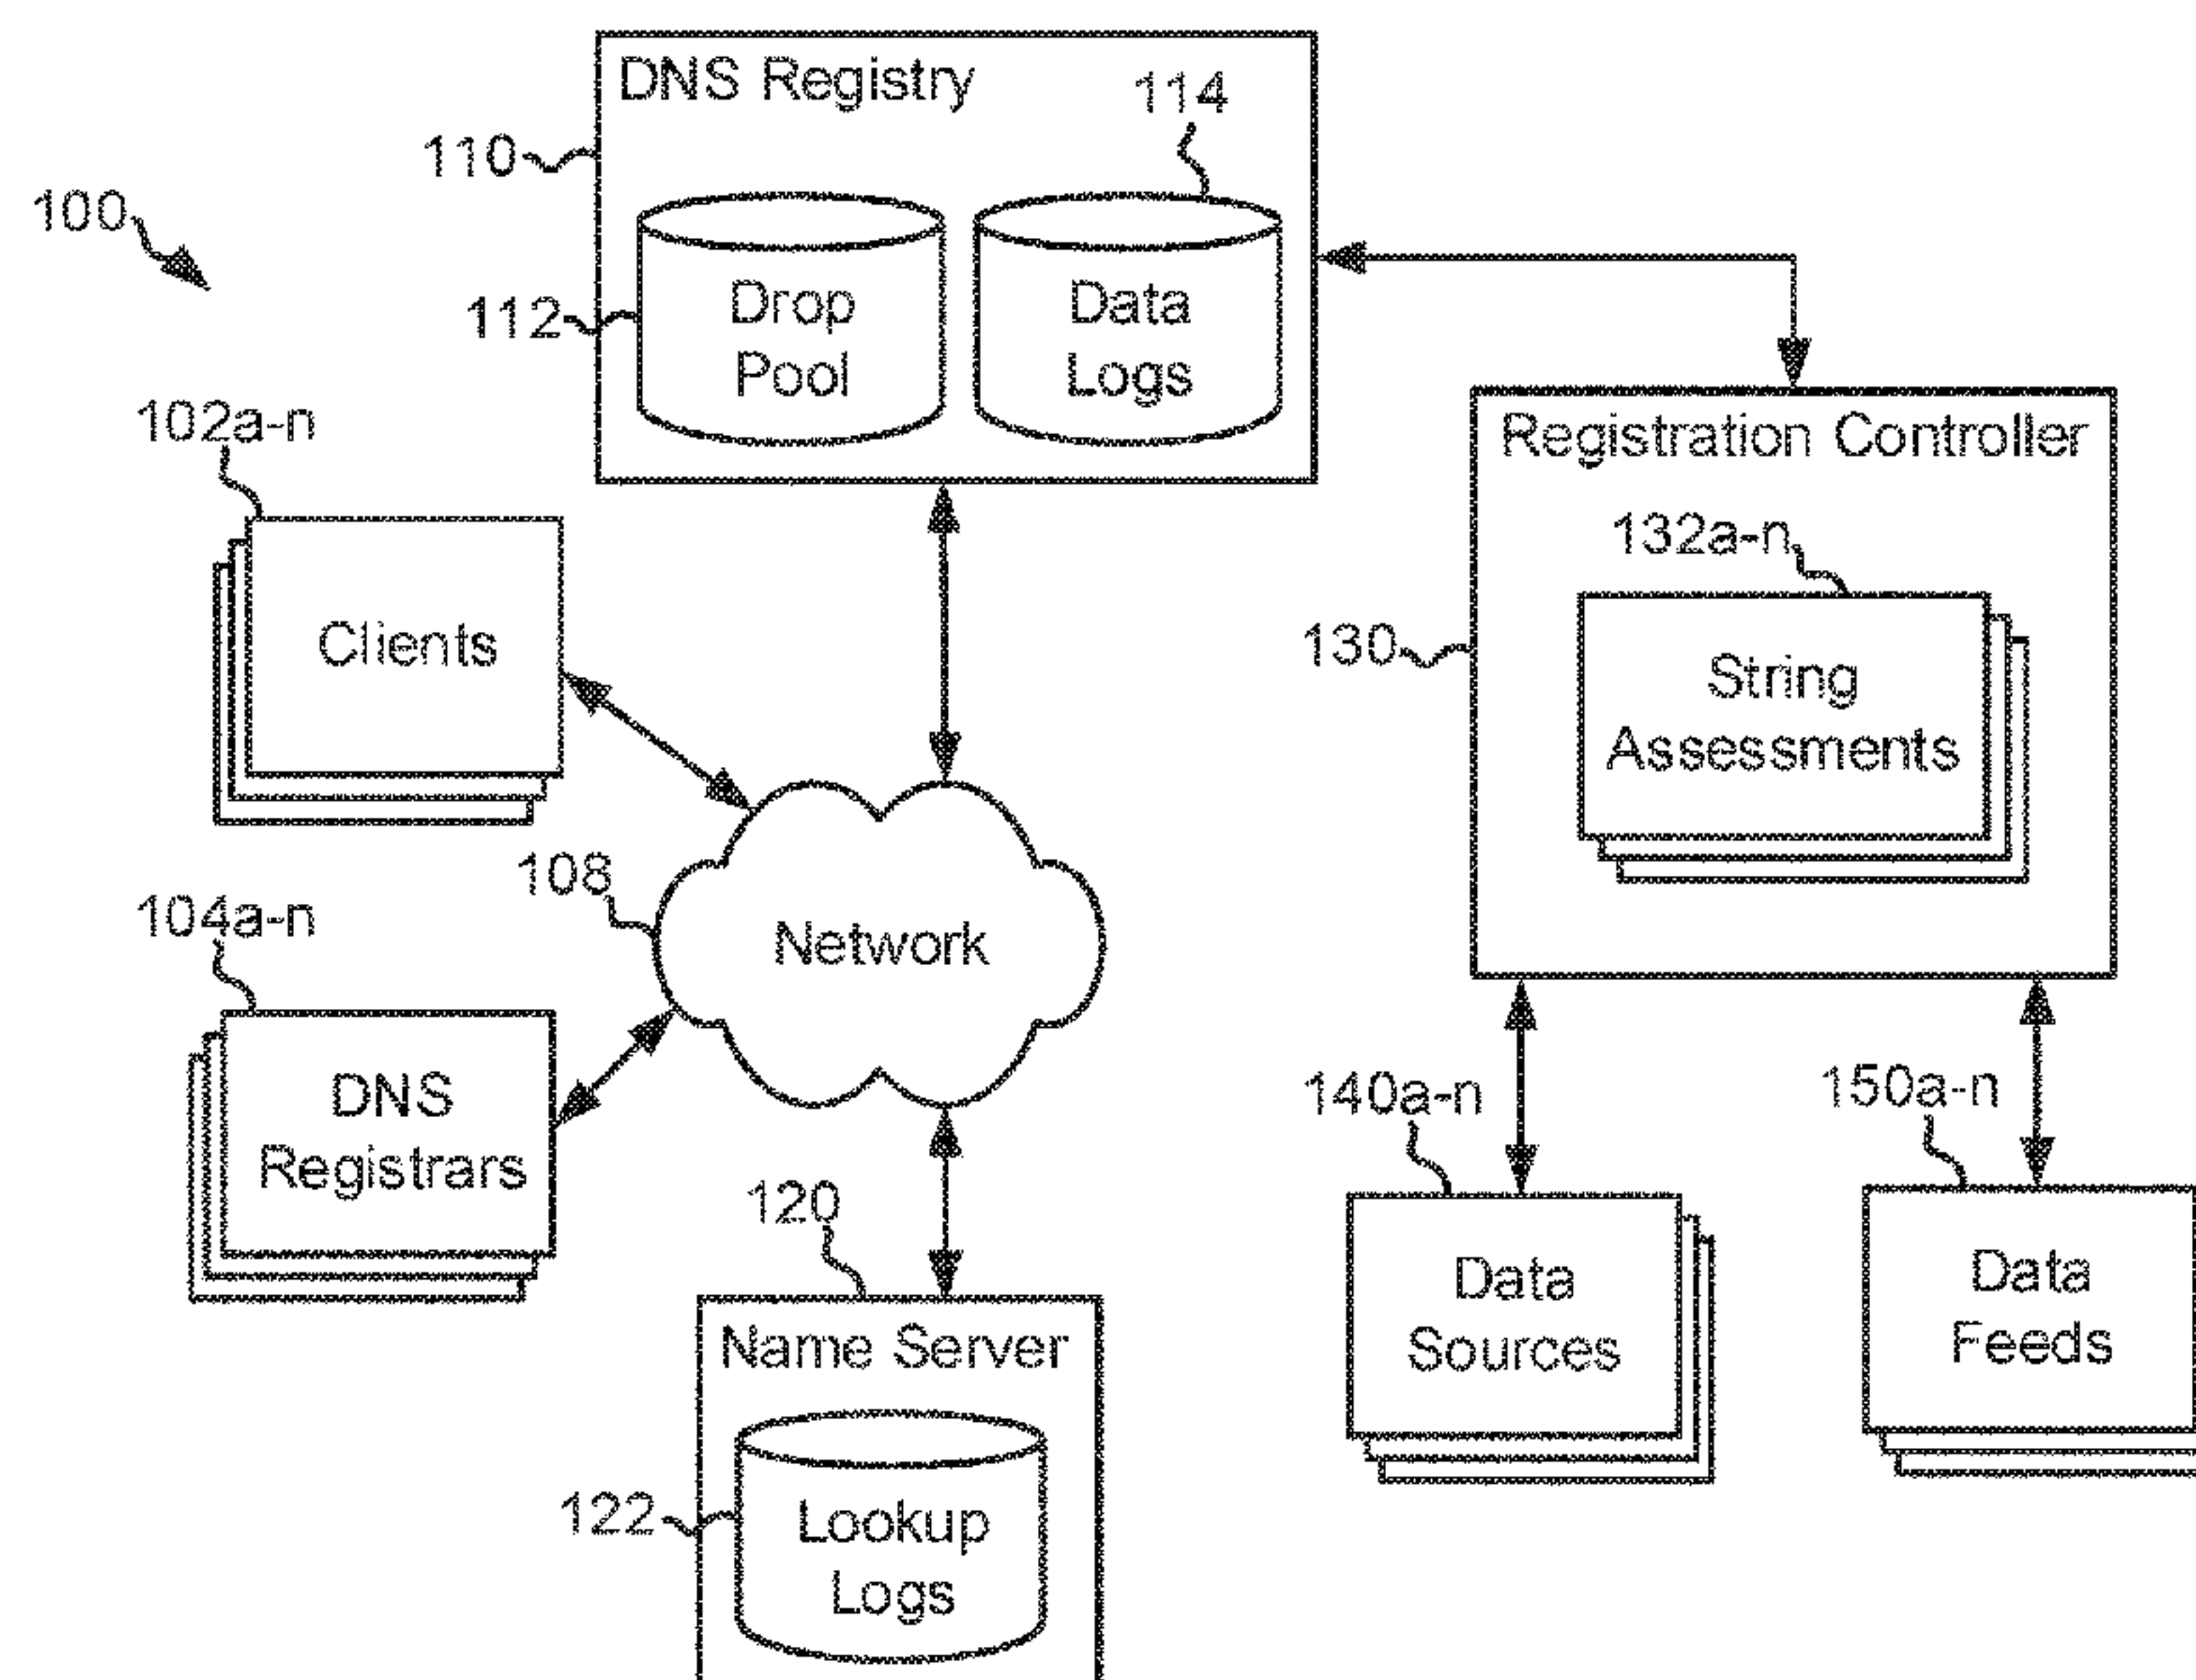 DNS Registry
114
110
100
112
Drop
Pool
Data
Logs
102a-n
Registration Controller
132a-n
Clients
130
String
Assessments
108
Network
104a-n
DNS
Registrars
140a-n
150a-n
120
Data
Sources
Data
Feeds
Name Server
122
Lookup
Logs